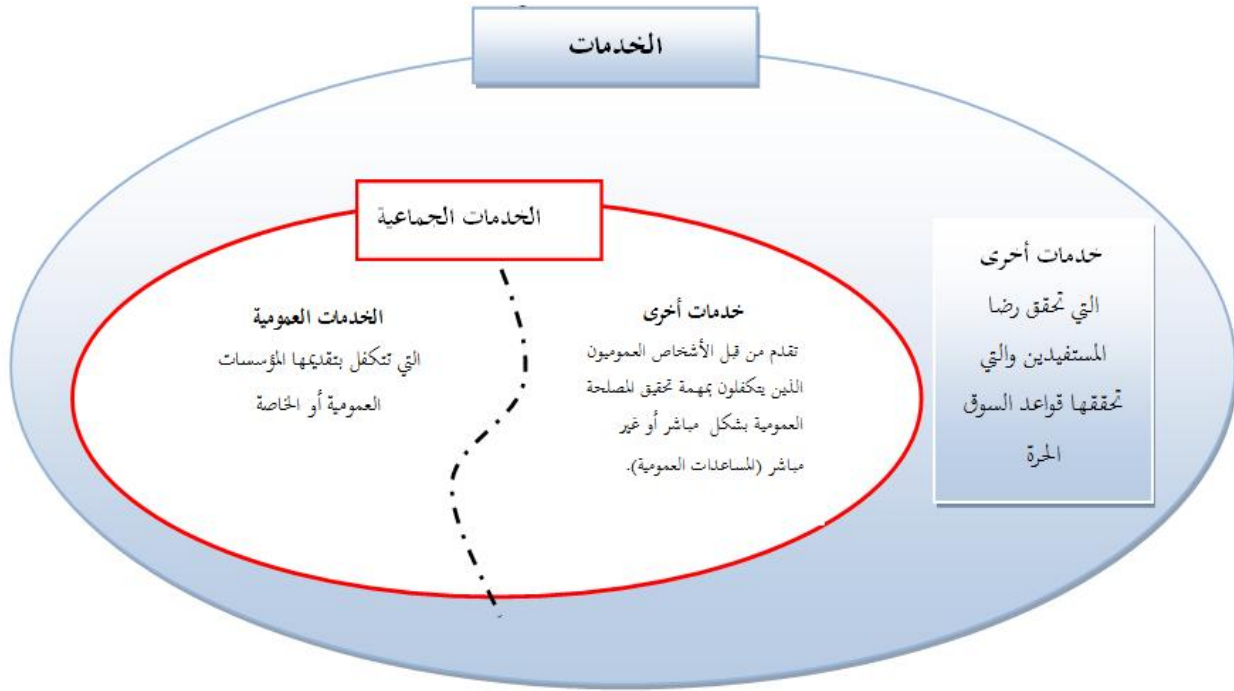 الخدمات
الخدمات الجماعية
خدمات أخرى
التي تحقق رضا
المستفيدين والتي
تحققها قواعد السوق
الحرة
خدمات أخرى
تقدم من قبل الأشخاص العموميون
الذين يتكفلون بمهمة تحقيق المصلحة
العمومية بشكل مباشر أو غير
مباشر (المساعدات العمومية).
الخدمات العمومية
التي تتكفل بتقديمها المؤسسات
العمومية أو الخاصة